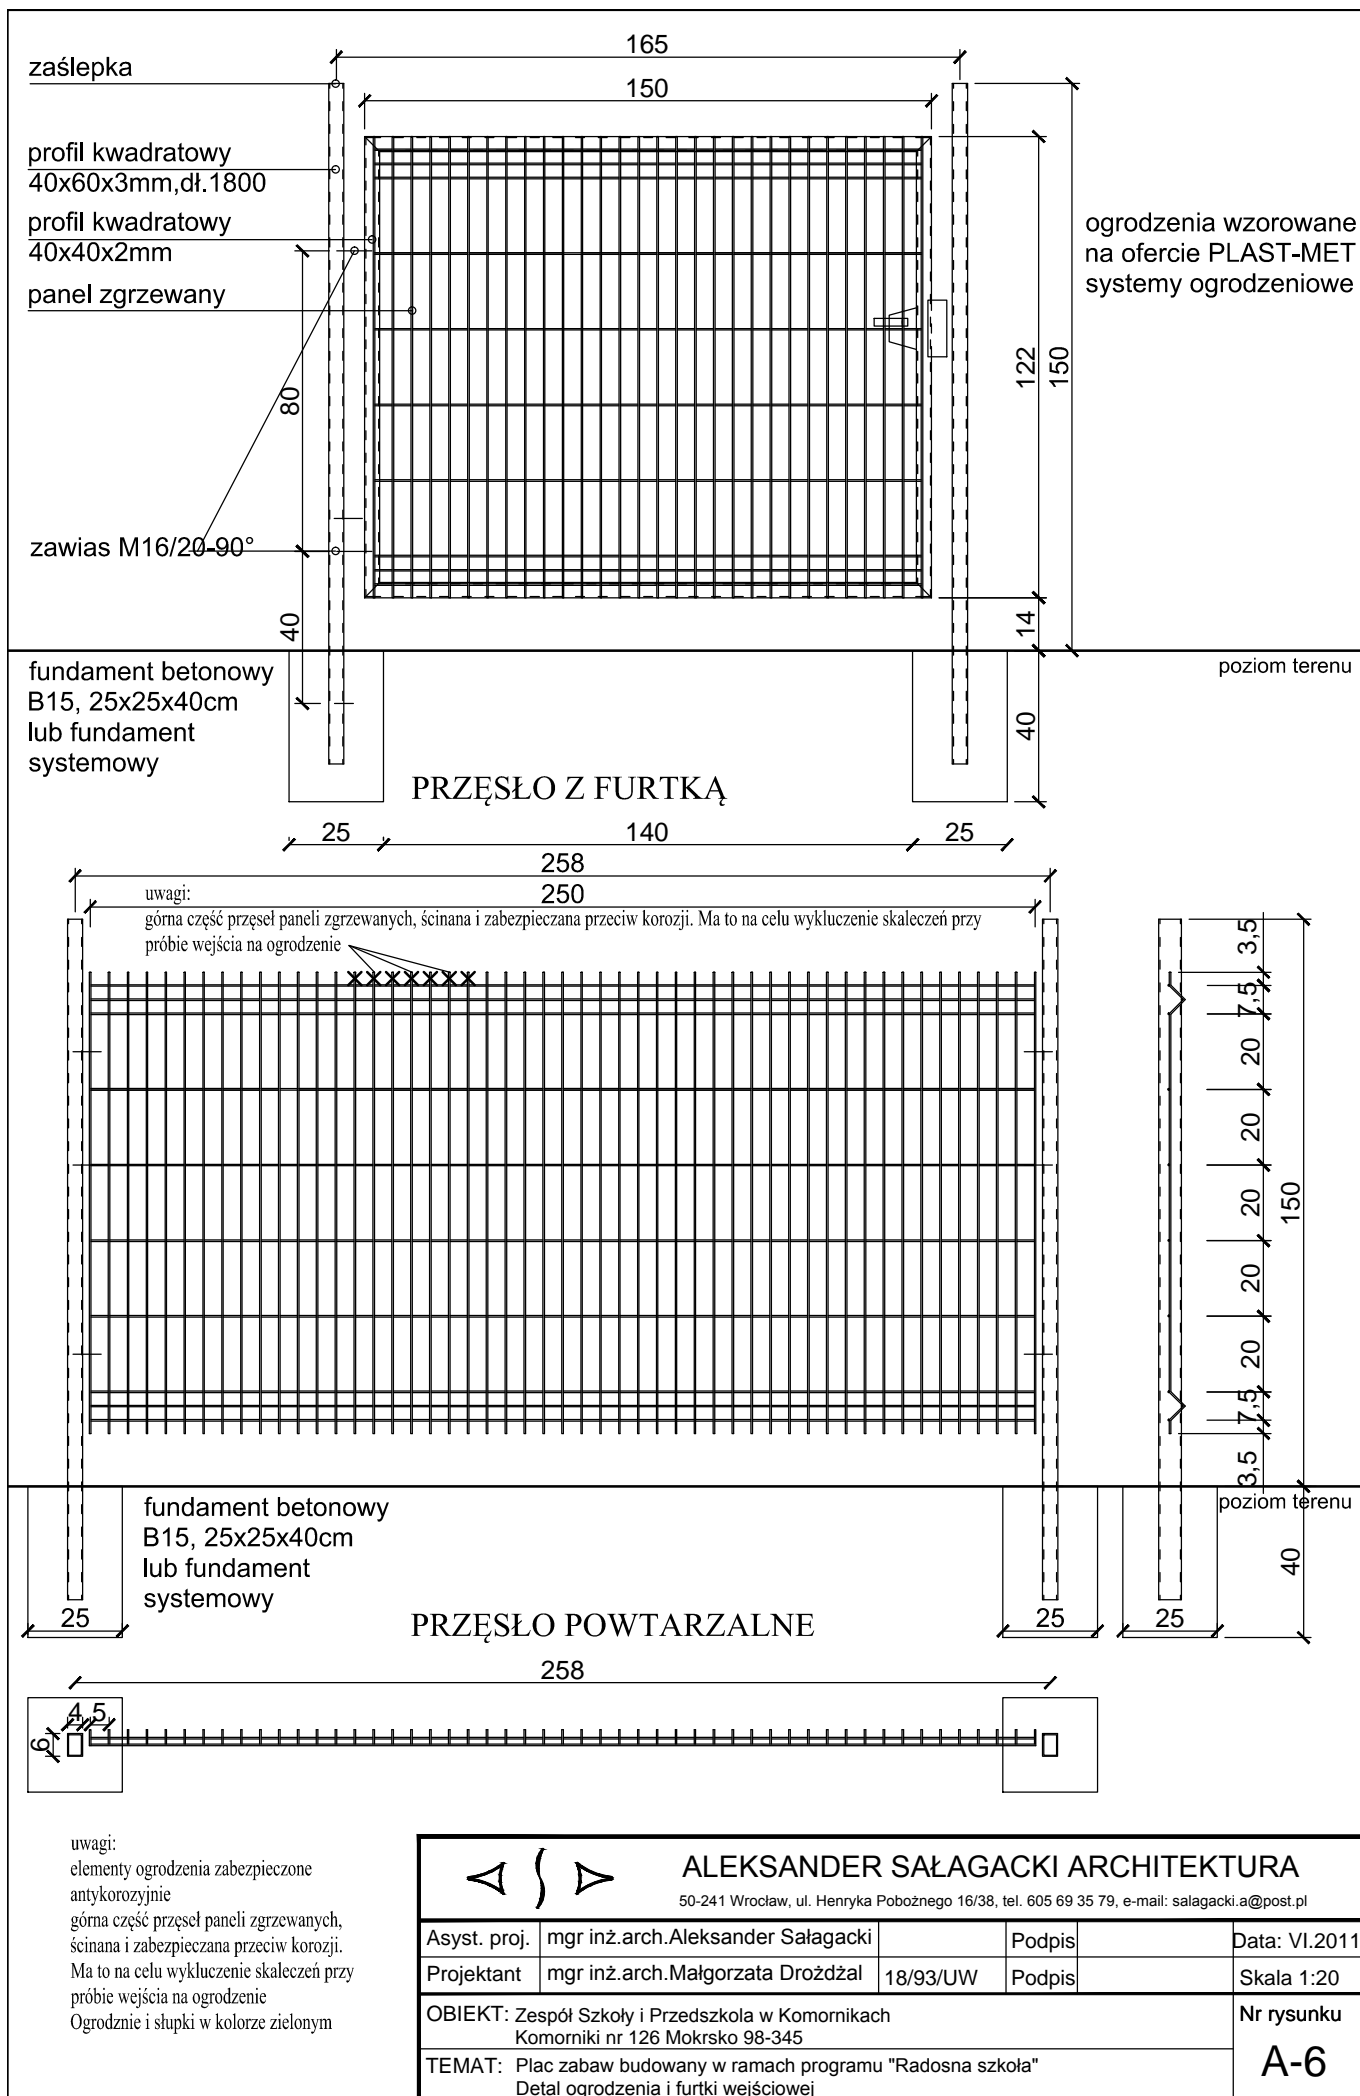 165
zaślepka
150
profil kwadratowy
40x60x3mm,dł.1800
profil kwadratowy
40x40x2mm
ogrodzenia wzorowane
na ofercie PLAST-MET
systemy ogrodzeniowe
panel zgrzewany
122
150
80
zawias M16/20-90°
40
14
fundament betonowy
B15, 25x25x40cm
lub fundament
systemowy
poziom terenu
40
PRZĘSŁO Z FURTKĄ
25
140
25
258
250
uwagi:
górna część przęseł paneli zgrzewanych, ścinana i zabezpieczana przeciw korozji. Ma to na celu wykluczenie skaleczeń przy
próbie wejścia na ogrodzenie
3,5
7,5
20
20
20
20
20
7,5
3,5
150
poziom terenu
fundament betonowy
B15, 25x25x40cm
lub fundament
systemowy
40
25
25
25
PRZĘSŁO POWTARZALNE
258
4
5
6
uwagi:
elementy ogrodzenia zabezpieczone
antykorozyjnie
górna część przęseł paneli zgrzewanych,
ścinana i zabezpieczana przeciw korozji.
Ma to na celu wykluczenie skaleczeń przy
próbie wejścia na ogrodzenie
Ogrodznie i słupki w kolorze zielonym
ALEKSANDER SAŁAGACKI ARCHITEKTURA
50-241 Wrocław, ul. Henryka Pobożnego 16/38, tel. 605 69 35 79, e-mail: salagacki.a@post.pl
Asyst. proj. mgr inż.arch.Aleksander Sałagacki Podpis Data: VI.2011
Projektant mgr inż.arch.Małgorzata Drożdżal 18/93/UW Podpis Skala 1:20
OBIEKT: Zespół Szkoły i Przedszkola w Komornikach
Komorniki nr 126 Mokrsko 98-345
Nr rysunku
A-6
TEMAT: Plac zabaw budowany w ramach programu "Radosna szkoła"
Detal ogrodzenia i furtki wejściowej